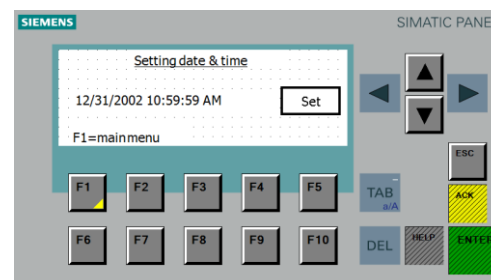 SIEMENS
SIMATIC PANE
Setting date & time
12/31/2002 10:59:59 AM
Set
F1=mainmenu
ESC
F1
F2
F3
F4
F5
TAB
a/A
ACK
F6
F7
F8
F9
F10
DEL
HELP
ENTER